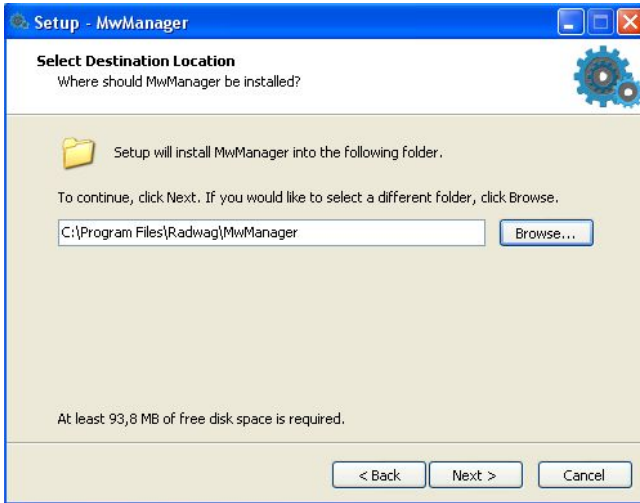 Setup - MwManager
Select Destination Location
Where should MwManager be installed?
Setup will install MwManager into the following folder.
To continue, click Next. If you would like to select a different folder, click Browse.
C:\Program Files\Radwag\MwManager
Browse...
At least 93,8 MB of free disk space is required.
< Back
Next >
Cancel